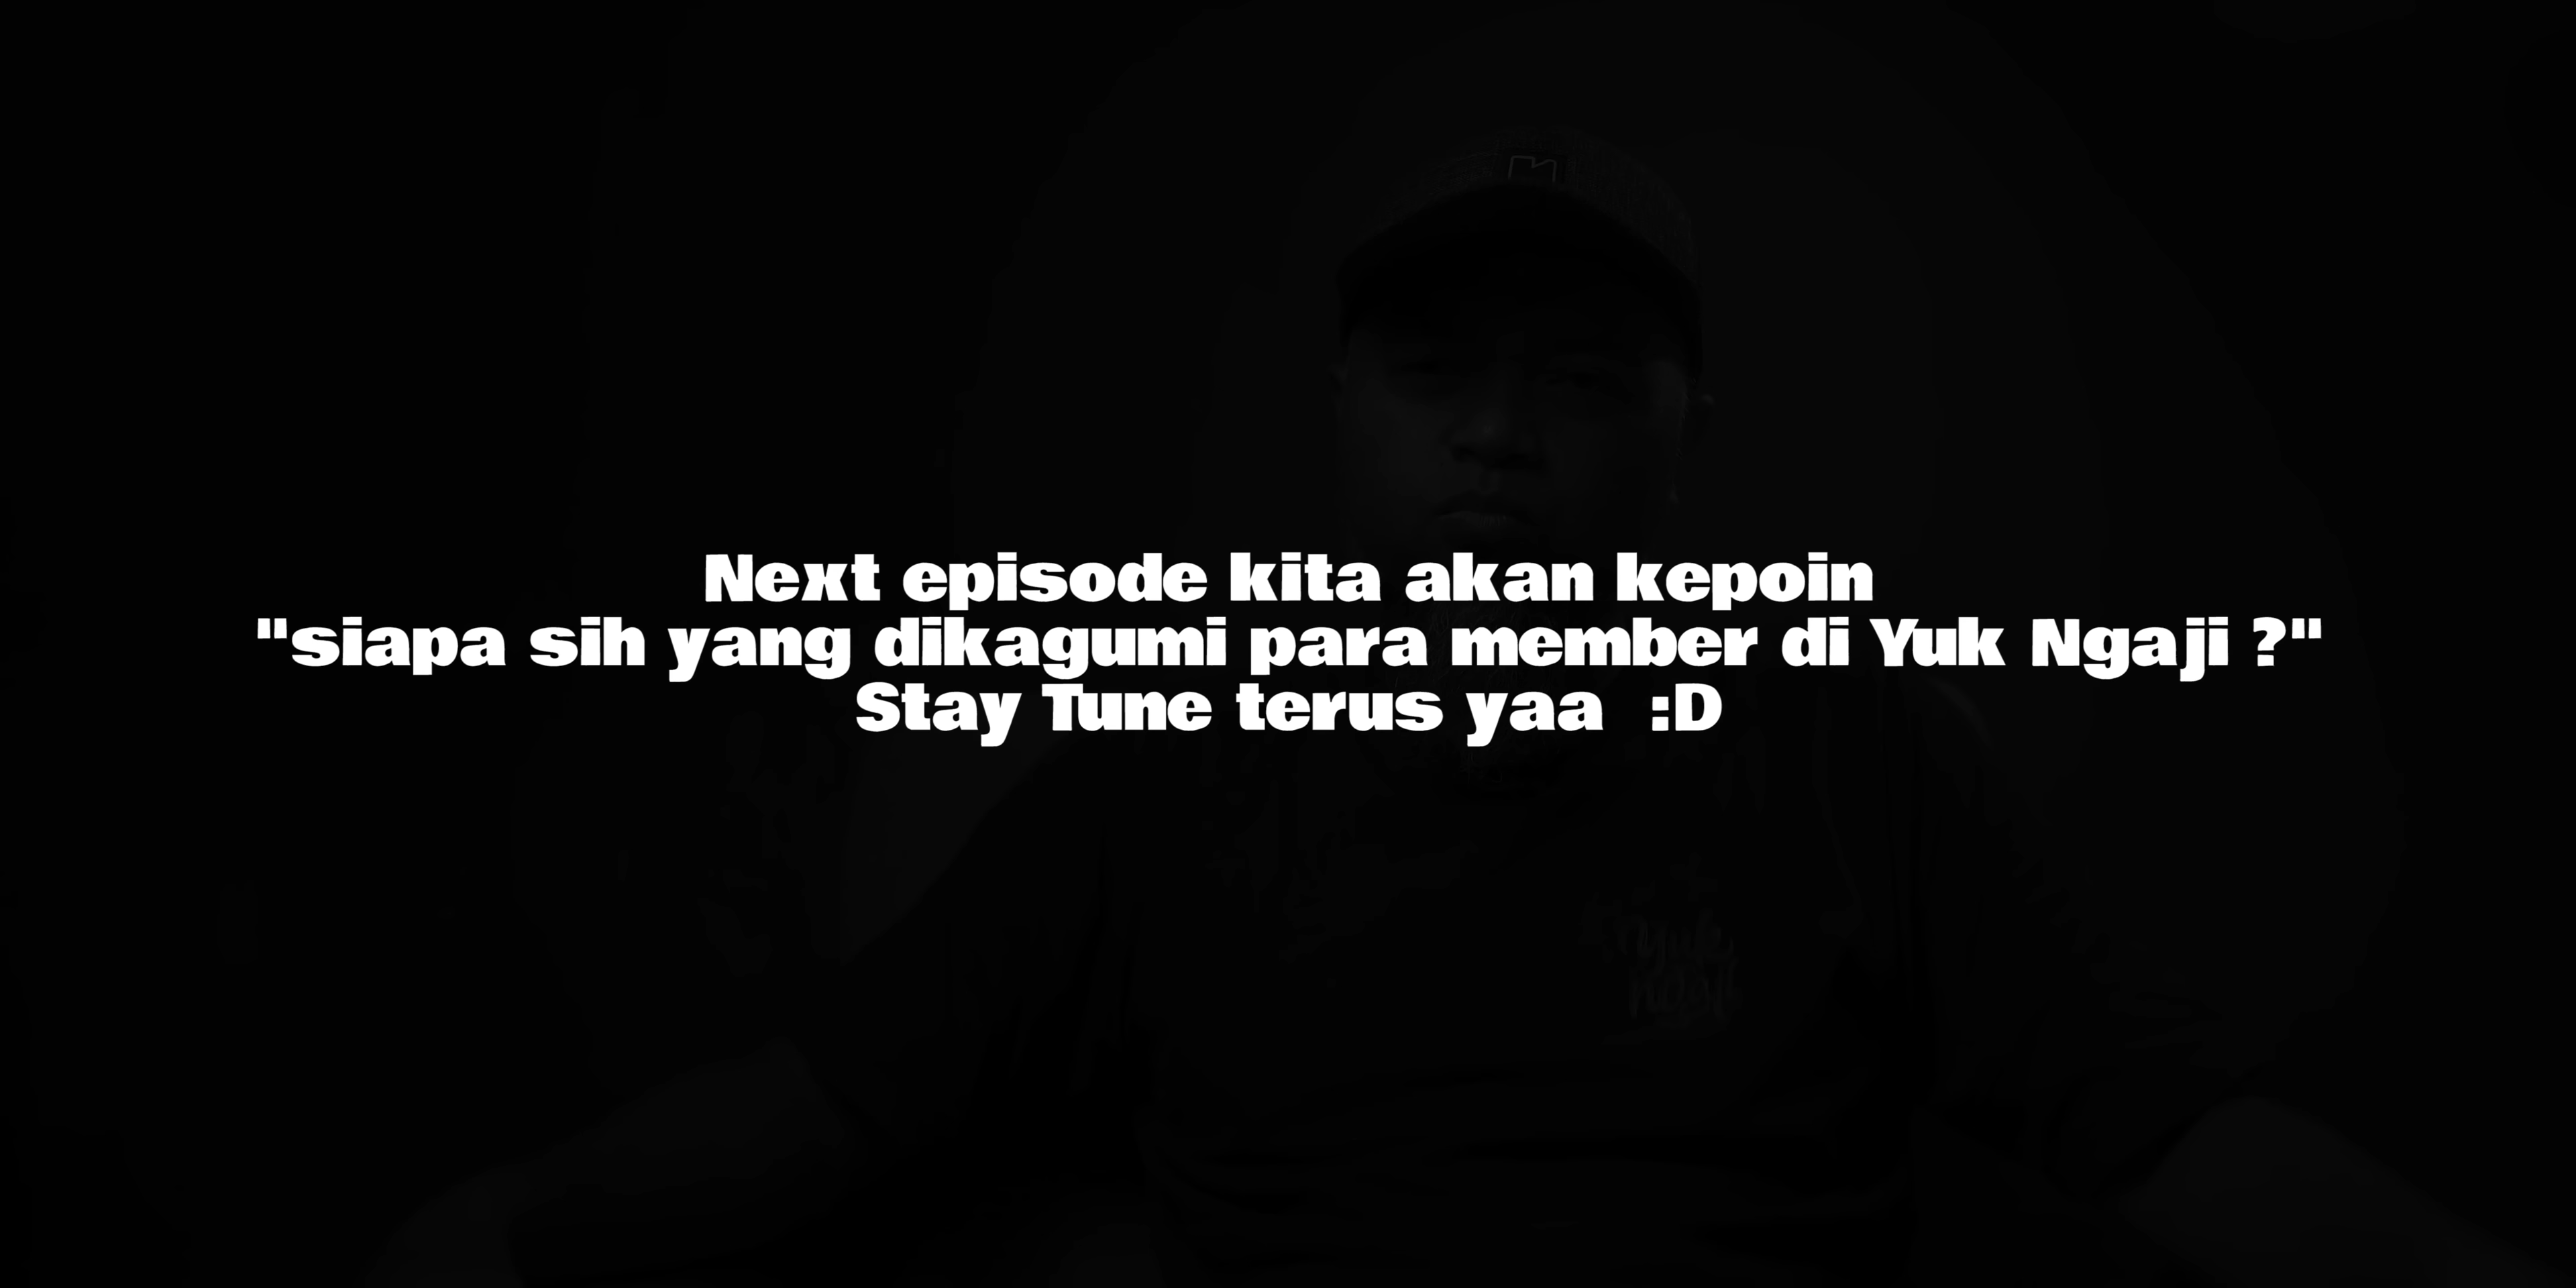 Next episode kita akan kepoin
"siapa sih yang dikagumi para member di Yuk Ngaji ?"
Stay Tune terus yaa :D